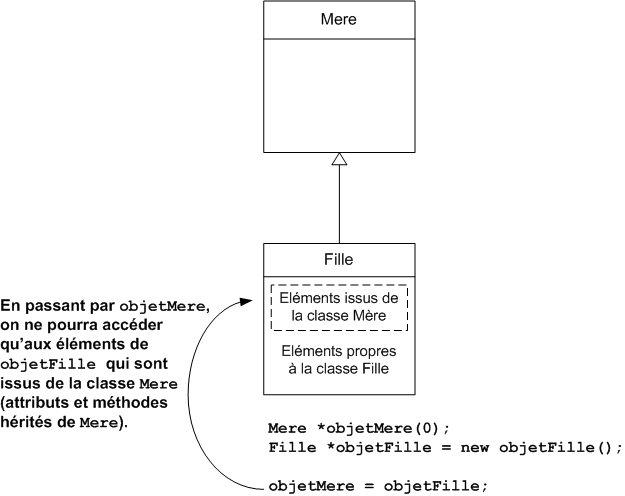 Mere
Fille
Eléments issus de
la classe Mère
Eléments propres
à la classe Fille
En passant par objetMere,
on ne pourra accéder
qu'aux éléments de
objetFille qui sont
issus de la classe Mere
(attributs et méthodes
hérités de Mere).
Mere *objetMere(0);
Fille *objetFille = new objetFille();
objetMere = objetFille;